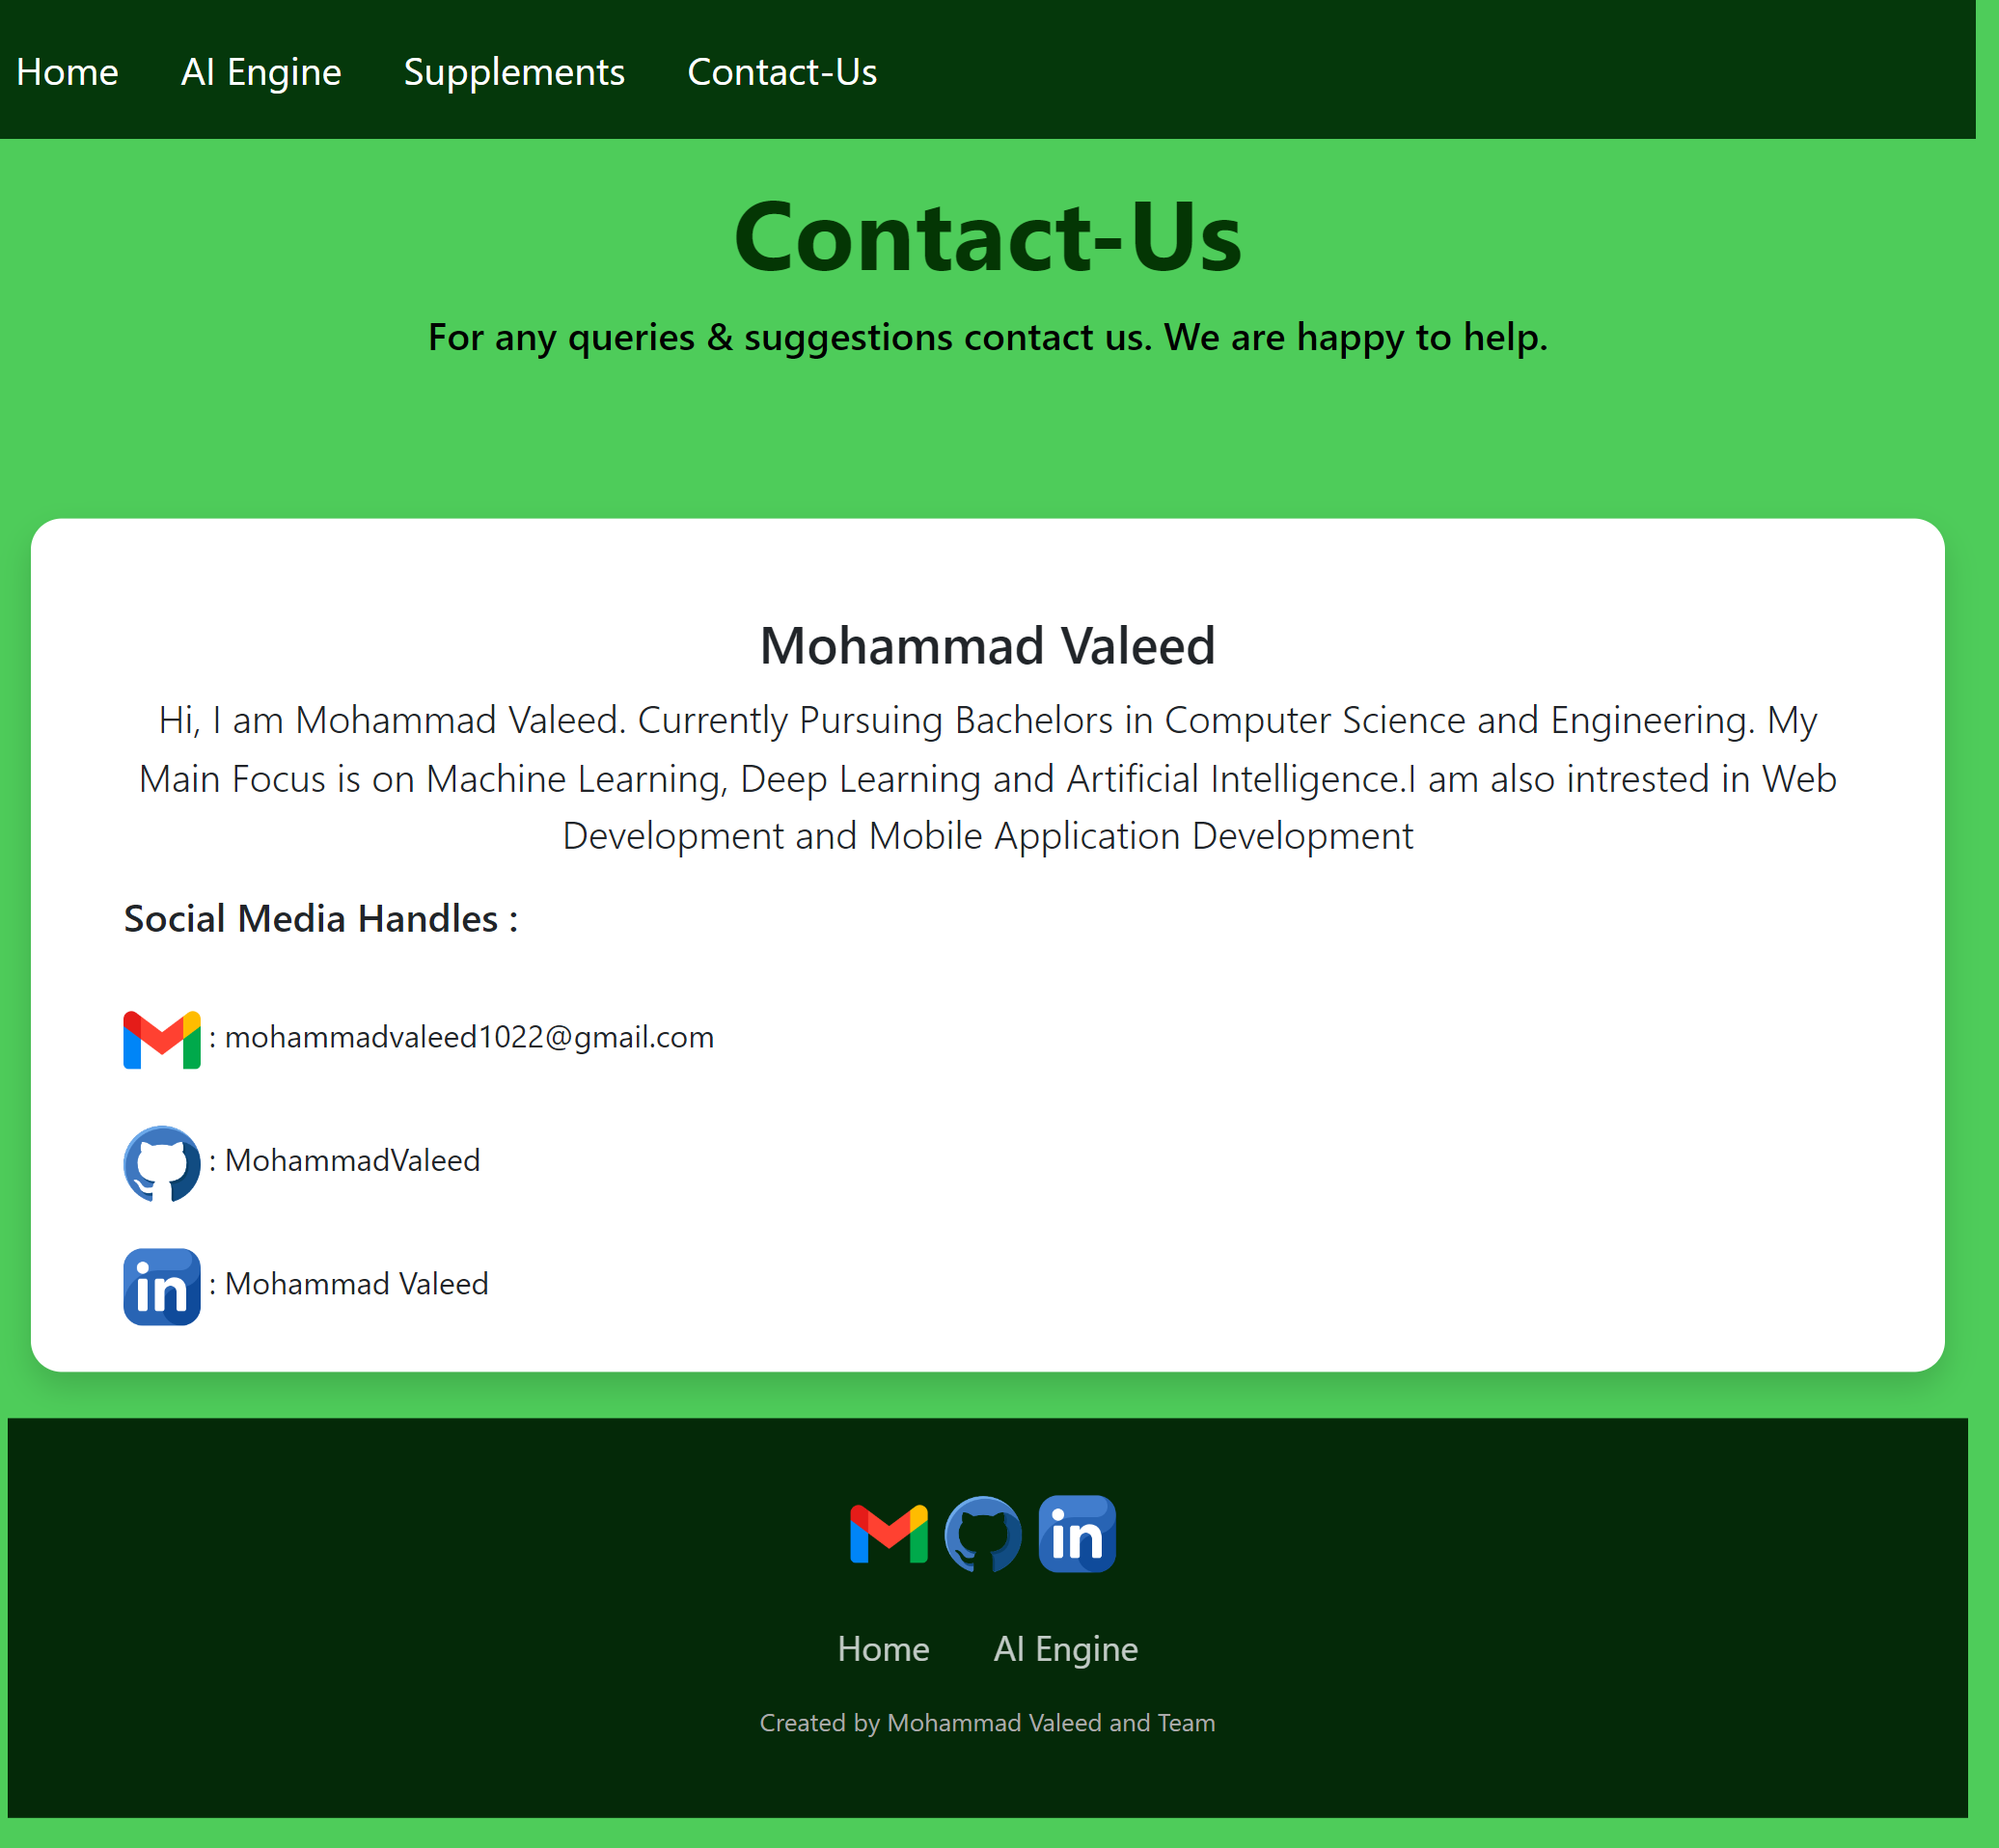 Home AI Engine Supplements Contact-Us
Contact-Us
For any queries & suggestions contact us. We are happy to help.
Mohammad Valeed
Hi, I am Mohammad Valeed. Currently Pursuing Bachelors in Computer Science and Engineering. My
Main Focus is on Machine Learning, Deep Learning and Artificial Intelligence.I am also intrested in Web
Development and Mobile Application Development
Social Media Handles :
: mohammadvaleed1022@gmail.com
: MohammadValeed
in : Mohammad Valeed
in
Home AI Engine
Created by Mohammad Valeed and Team